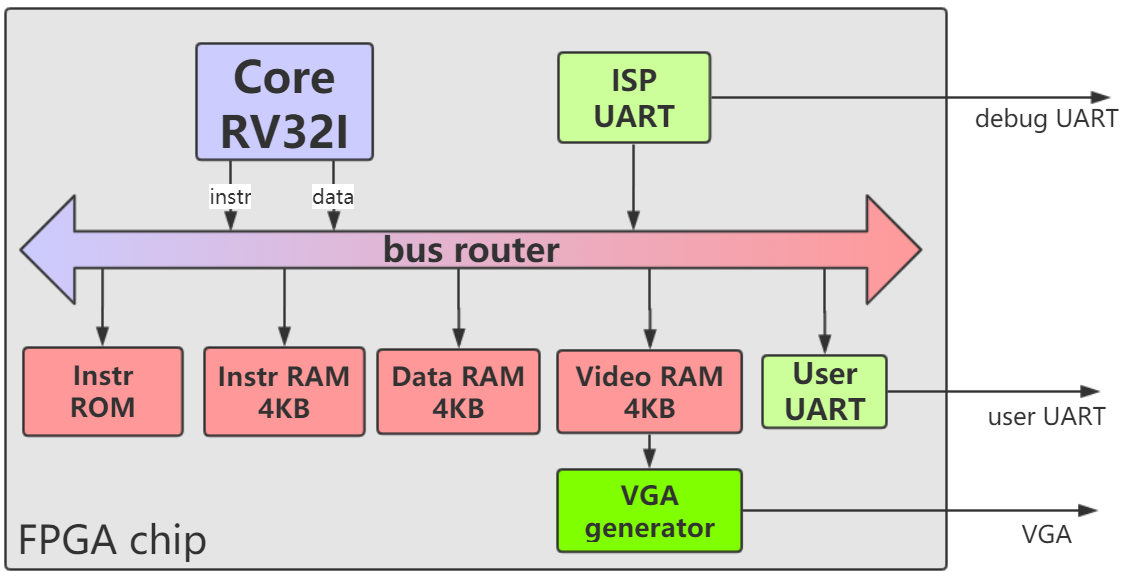 Core
RV32I
ISP
UART
debug UART
instr
data
bus router
Instr
ROM
Instr RAM
4KB
Data RAM
4KB
Video RAM
4KB
User
UART
user UART
VGA
generator
VGA
FPGA chip